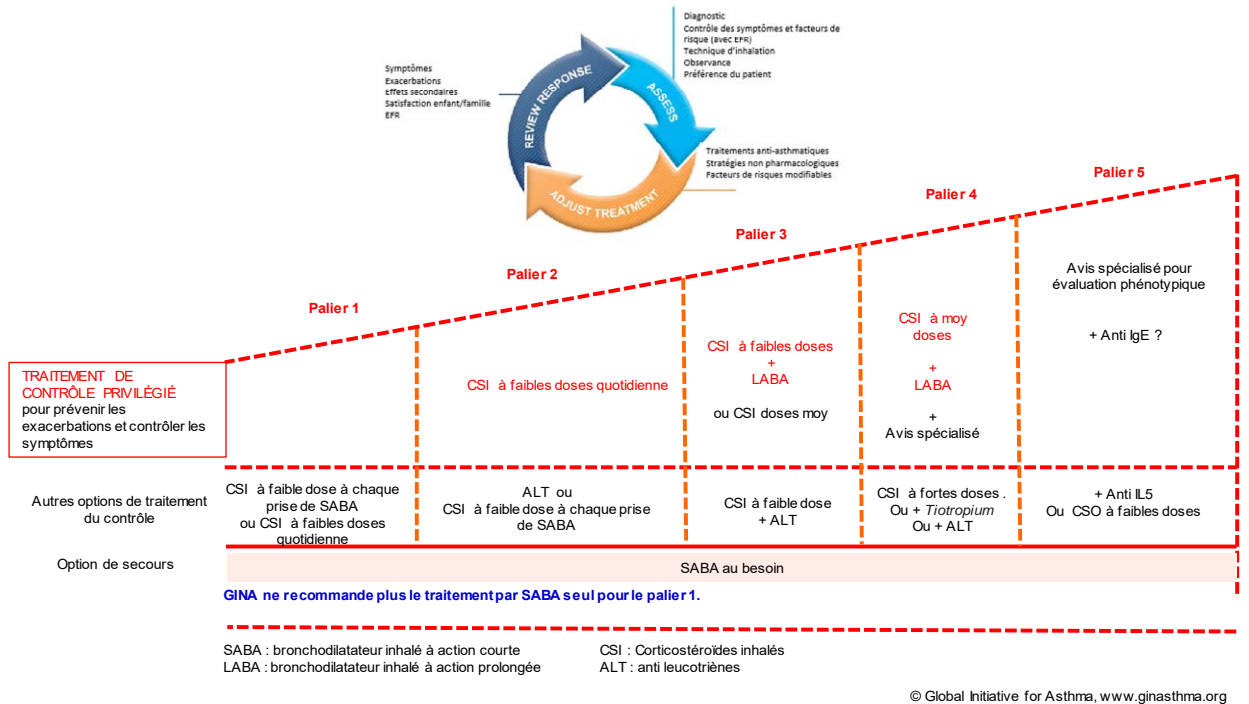 Diagnostic
Contrôle des symptômes et facteurs de
risque (avec EFR)
Technique d'inhalation
Observance
Préférence du patient
Symptômes
Exacerbations
Effets secondaires
Satisfaction enfant/famille
EFR
REVIEW RESPONSE
ASSESS
ADJUST TREATMENT
Traitements anti-asthmatiques
Stratégies non pharmacologiques
Facteurs de risques modifiables
Palier 1
Palier 2
Palier 3
Palier 4
Palier 5
TRAITEMENT DE
CONTRÔLE PRIVILÉGIÉ
pour prévenir les
exacerbations et contrôler les
symptômes
CSI à faibles doses quotidienne
CSI à faibles doses
+
LABA
ou CSI doses moy
CSI à moy
doses
+
LABA
+
Avis spécialisé
Avis spécialisé pour
évaluation phénotypique
+ Anti IgE ?
Autres options de traitement
du contrôle
CSI à faible dose à chaque
prise de SABA
ou CSI à faibles doses
quotidienne
ALT ou
CSI à faible dose à chaque prise
de SABA
CSI à faible dose
+ ALT
CSI à fortes doses .
Ou + Tiotropium
Ou + ALT
+ Anti IL5
Ou CSO à faibles doses
Option de secours
SABA au besoin
GINA ne recommande plus le traitement par SABA seul pour le palier 1.
SABA : bronchodilatateur inhalé à action courte
LABA : bronchodilatateur inhalé à action prolongée
CSI : Corticostéroïdes inhalés
ALT : anti leucotriènes
© Global Initiative for Asthma, www.ginasthma.org